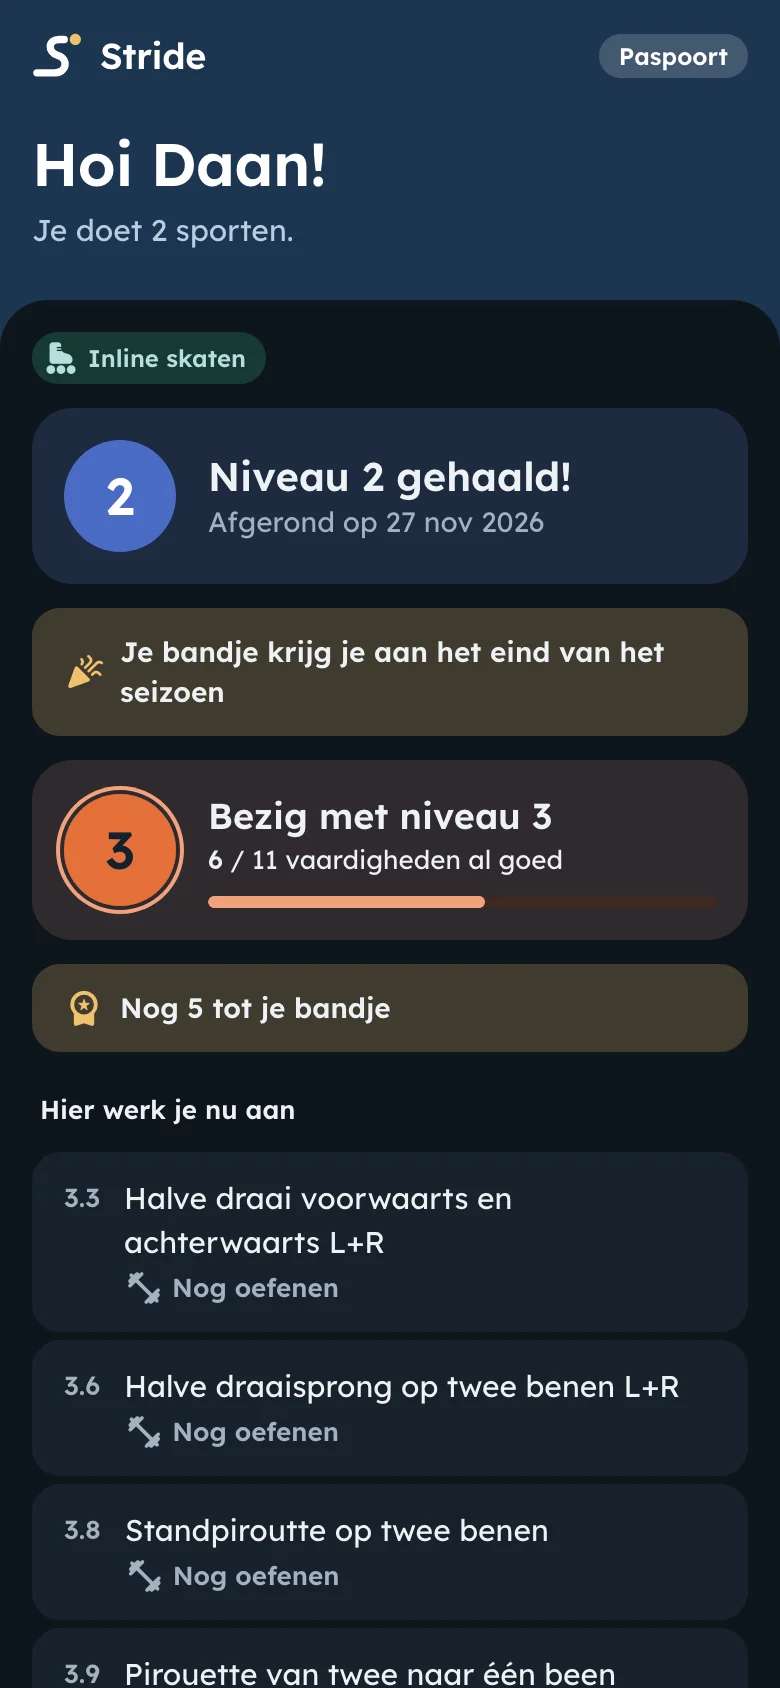 Stride
Paspoort
Hoi Daan!
Je doet 2 sporten.
Inline skaten
2
Niveau 2 gehaald!
Afgerond op 27 nov 2026
Je bandje krijg je aan het eind van het
seizoen
3
Bezig met niveau 3
6 / 11 vaardigheden al goed
Nog 5 tot je bandje
Hier werk je nu aan
3.3 Halve draai voorwaarts en
achterwaarts L+R
Nog oefenen
3.6 Halve draaisprong op twee benen L+R
Nog oefenen
3.8 Standpiroutte op twee benen
Nog oefenen
3.9 Pirouette van twee naar één been